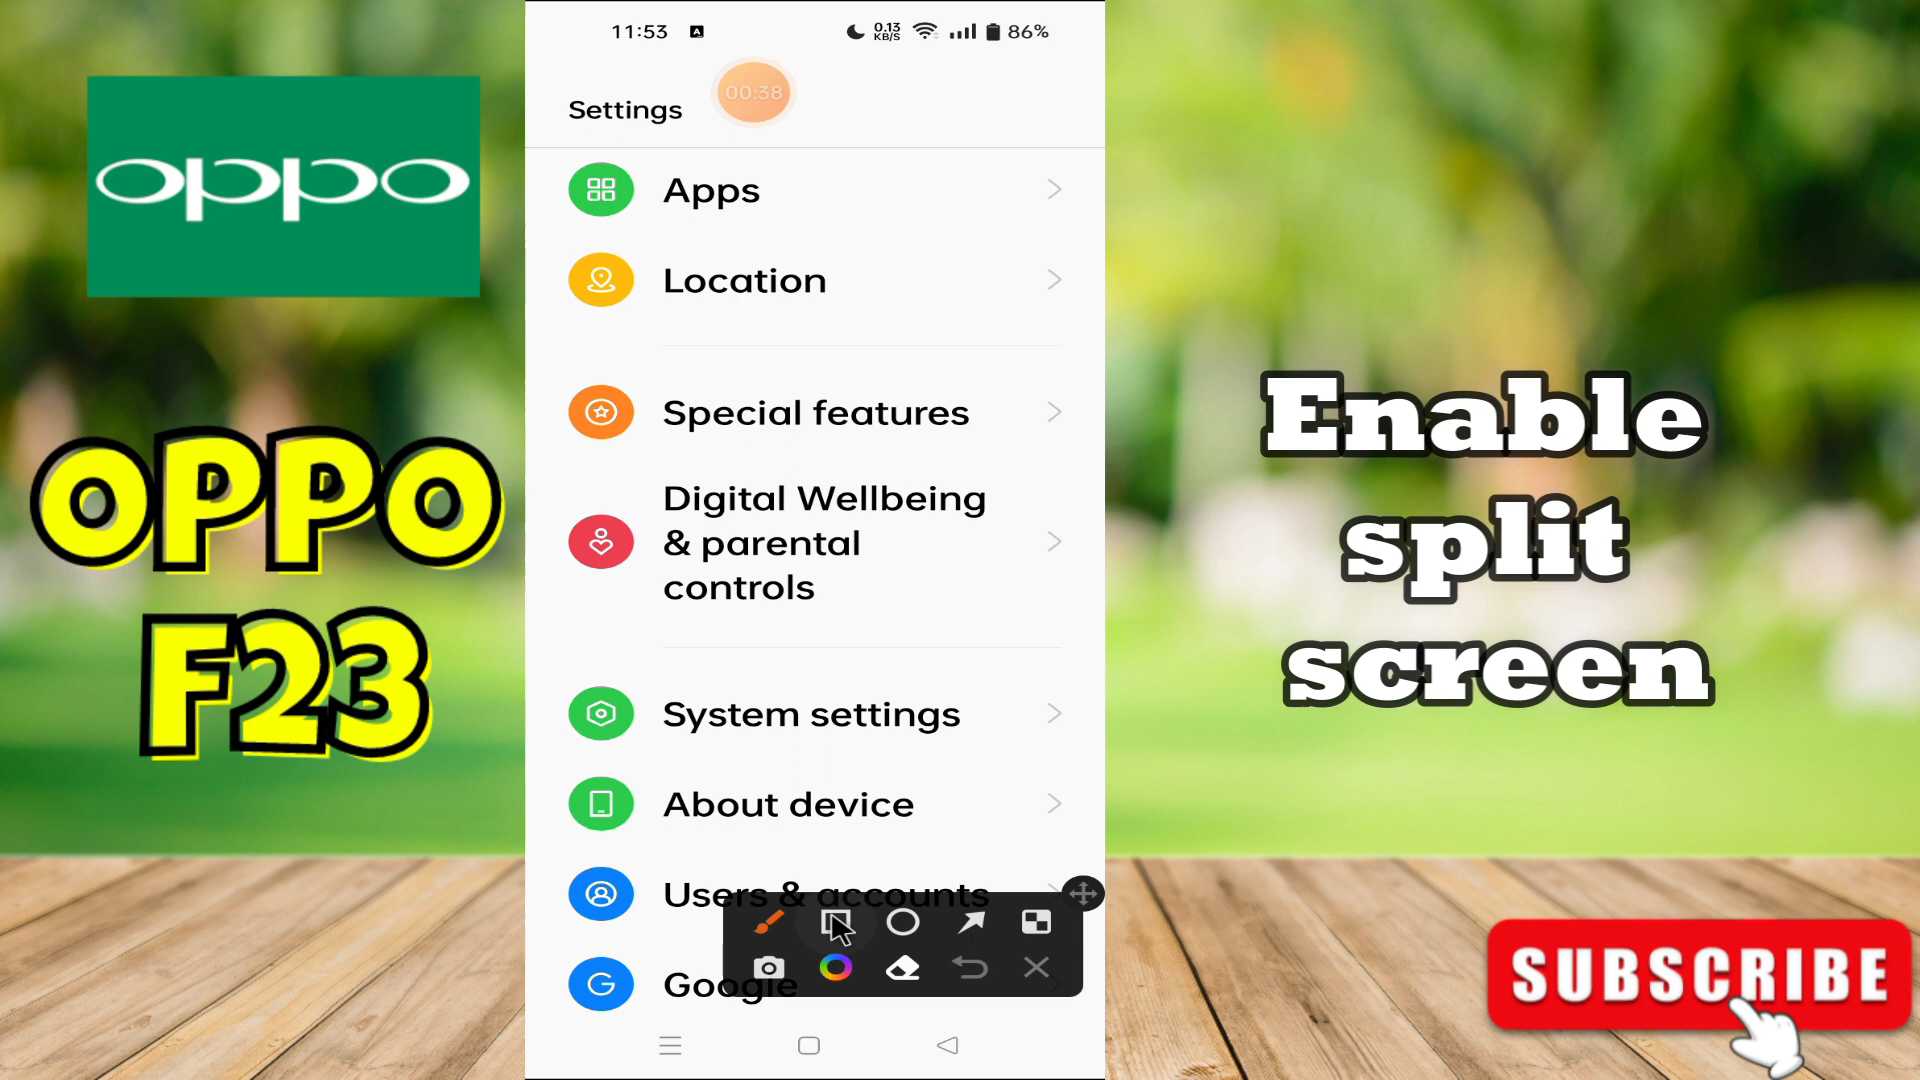 oppo
OPPO
F23
11:53
A
0.13
KB/S
86%
Settings
00:38
Apps
Location
Special features
Digital Wellbeing
& parental
controls
System settings
About device
Users & accounts
G
Google
Enable
split
screen
SUBSCRIBE